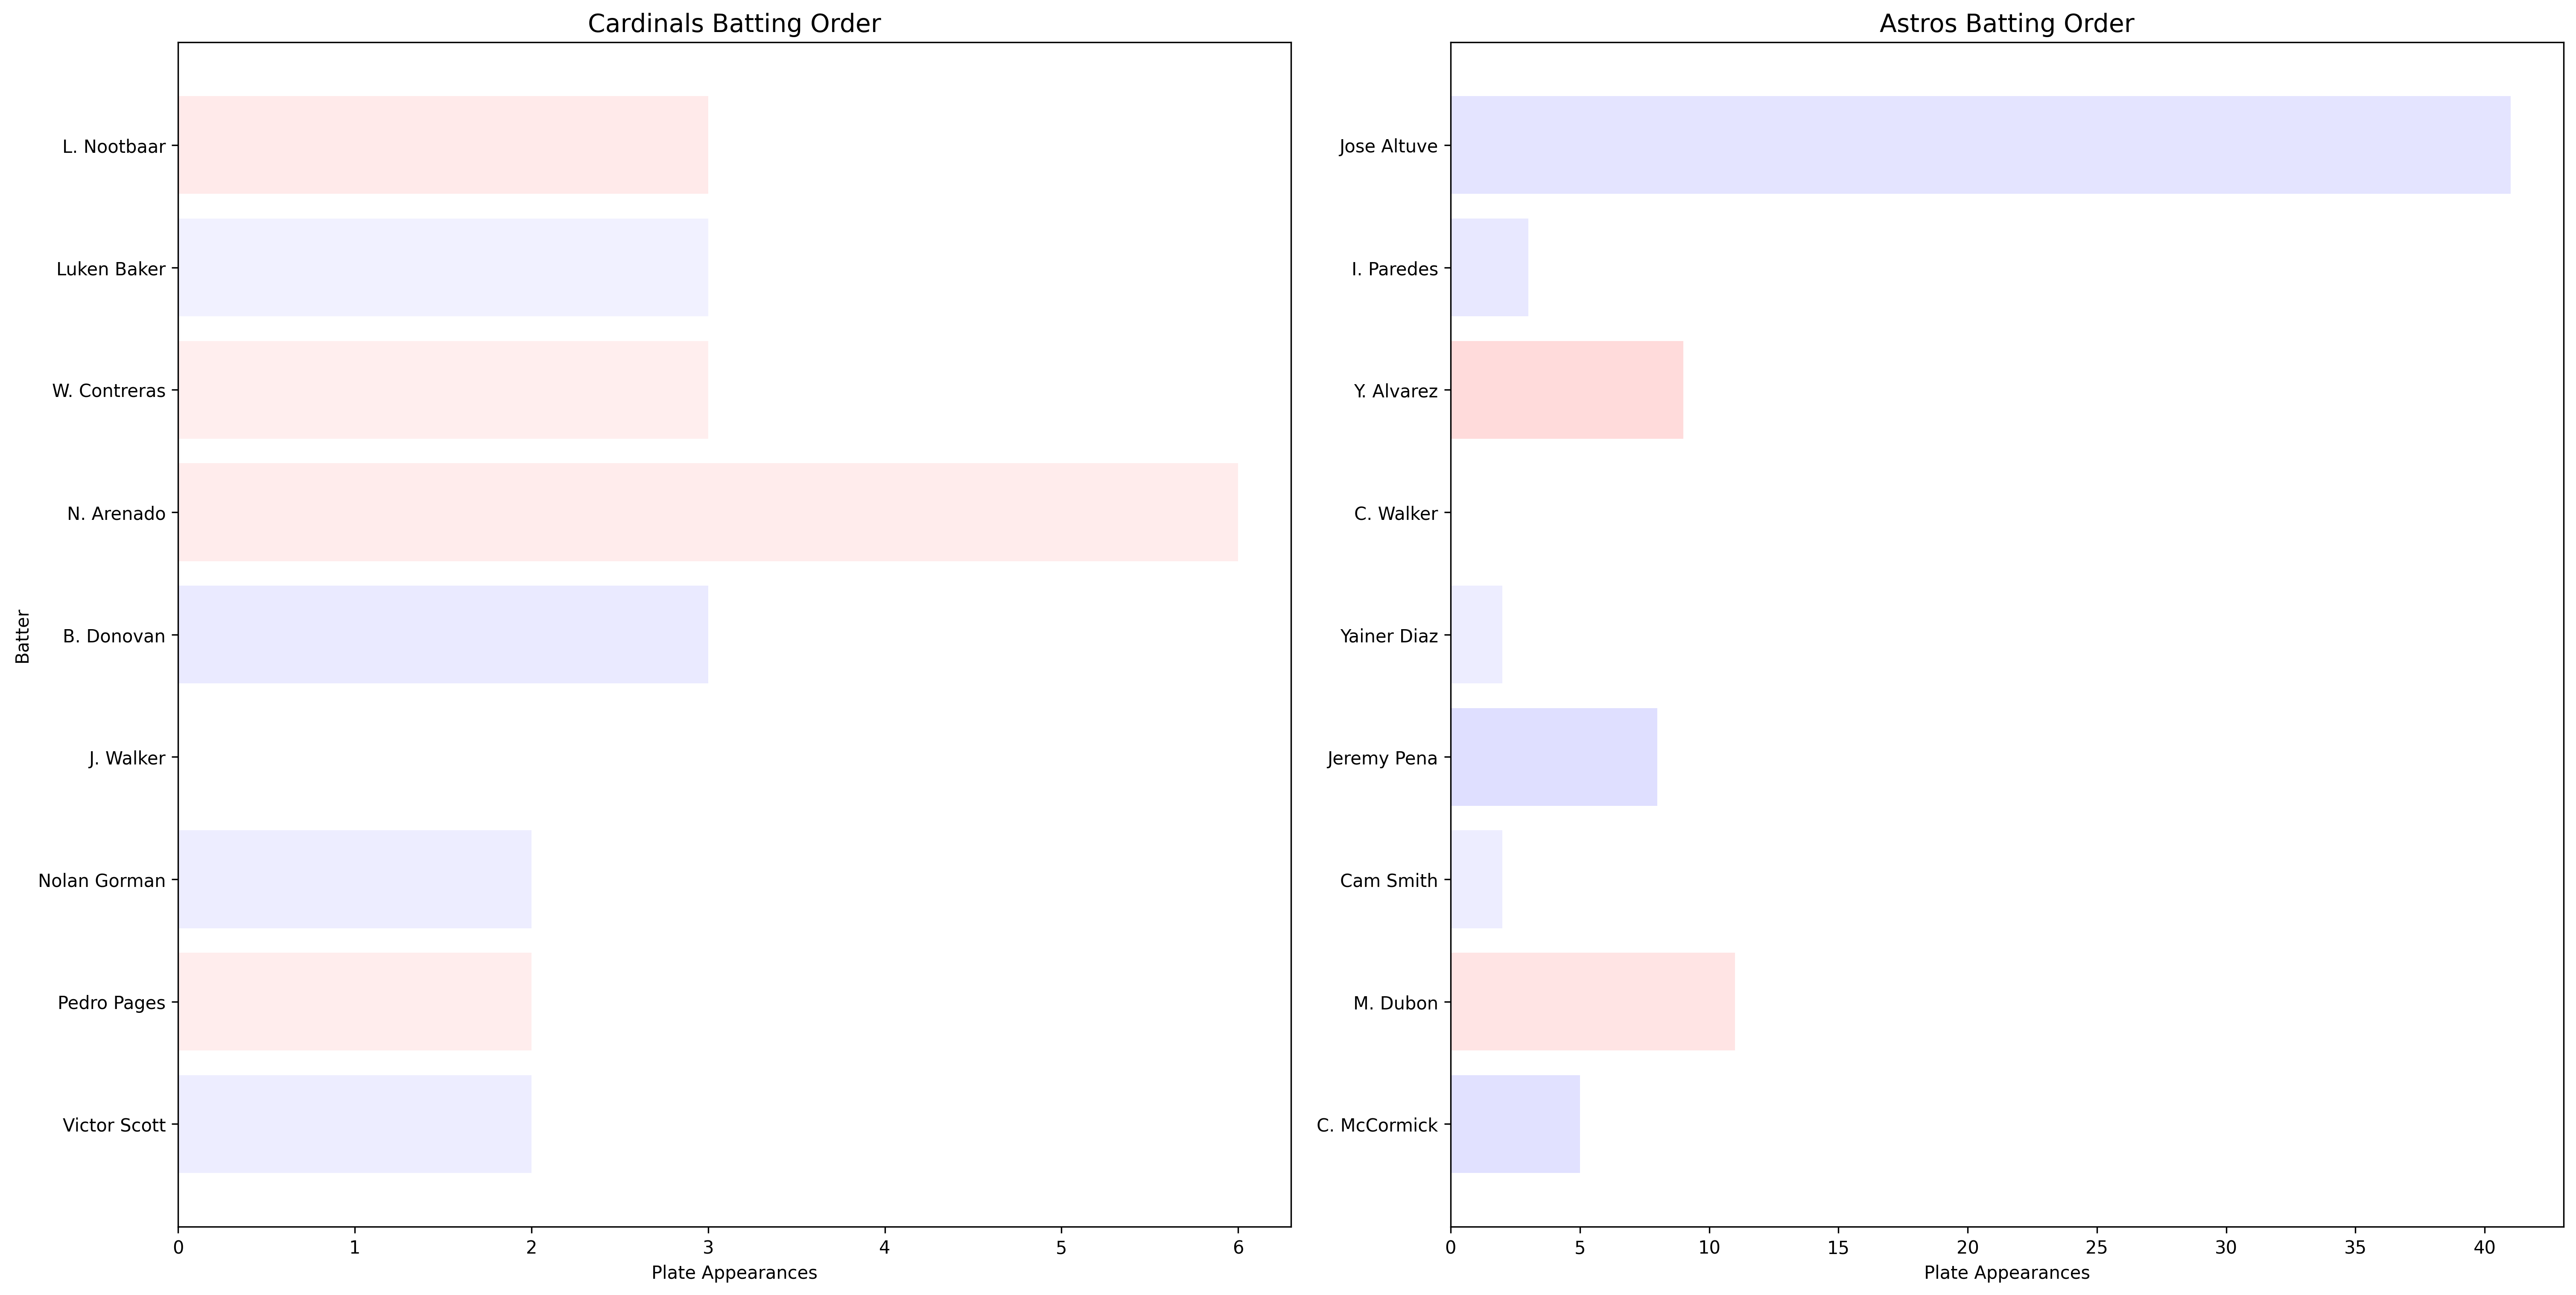 Cardinals Batting Order
Batter
L. Nootbaar
Luken Baker
W. Contreras
N. Arenado
B. Donovan
J. Walker
Nolan Gorman
Pedro Pages
Victor Scott
0 1 2 3 4 5 6
Plate Appearances
Astros Batting Order
Jose Altuve
I. Paredes
Y. Alvarez
C. Walker
Yainer Diaz
Jeremy Pena
Cam Smith
M. Dubon
C. McCormick
0 5 10 15 20 25 30 35 40
Plate Appearances